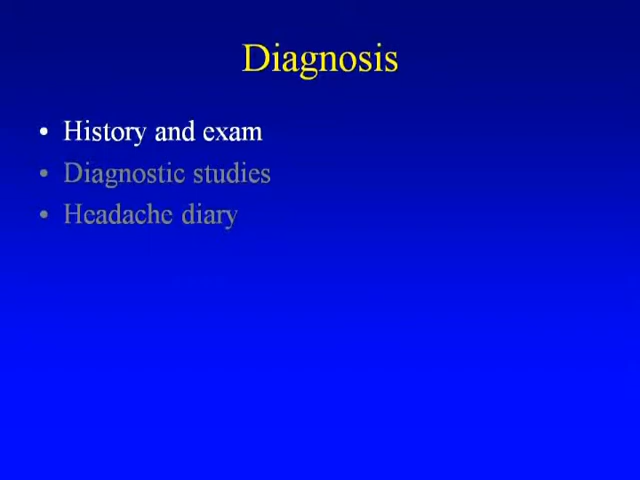 Diagnosis
• History and exam
• Diagnostic studies
• Headache diary